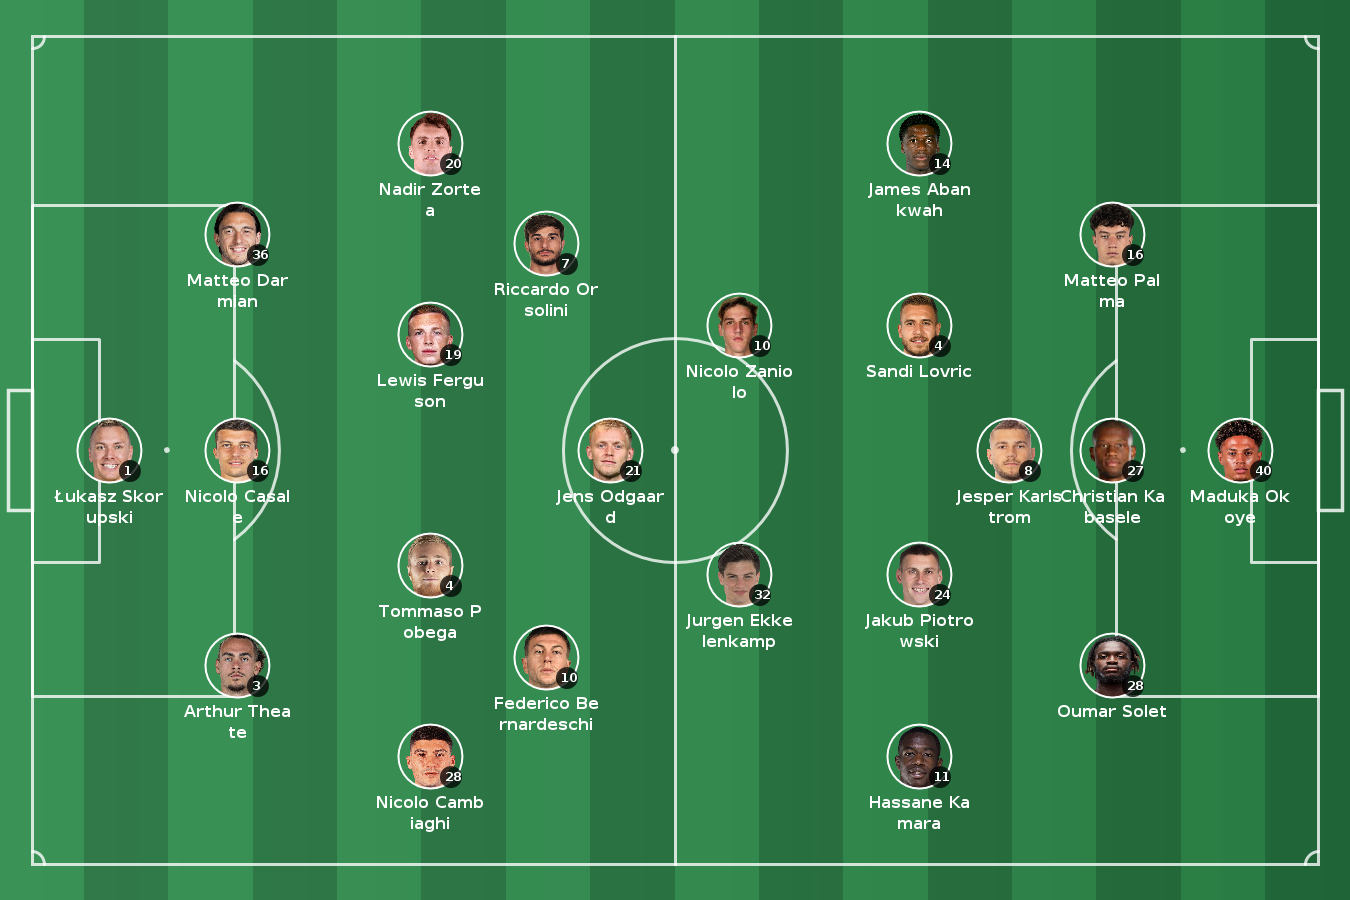 20
Nadir Zorte
a
14
James Aban
kwah
36
Matteo Dar
mian
7
Riccardo Or
solini
16
Matteo Pal
ma
19
Lewis Fergu
son
10
Nicolo Zanio
lo
4
Sandi Lovric
1
Łukasz Skor
upski
16
Nicolo Casal
e
21
Jens Odgaar
d
8
Jesper Karls
trom
27
Christian Ka
basele
40
Maduka Ok
oye
4
Tommaso P
obega
32
Jurgen Ekke
lenkamp
24
Jakub Piotro
wski
3
Arthur Thea
te
10
Federico Be
rnardeschi
28
Oumar Solet
28
Nicolo Camb
iaghi
11
Hassane Ka
mara